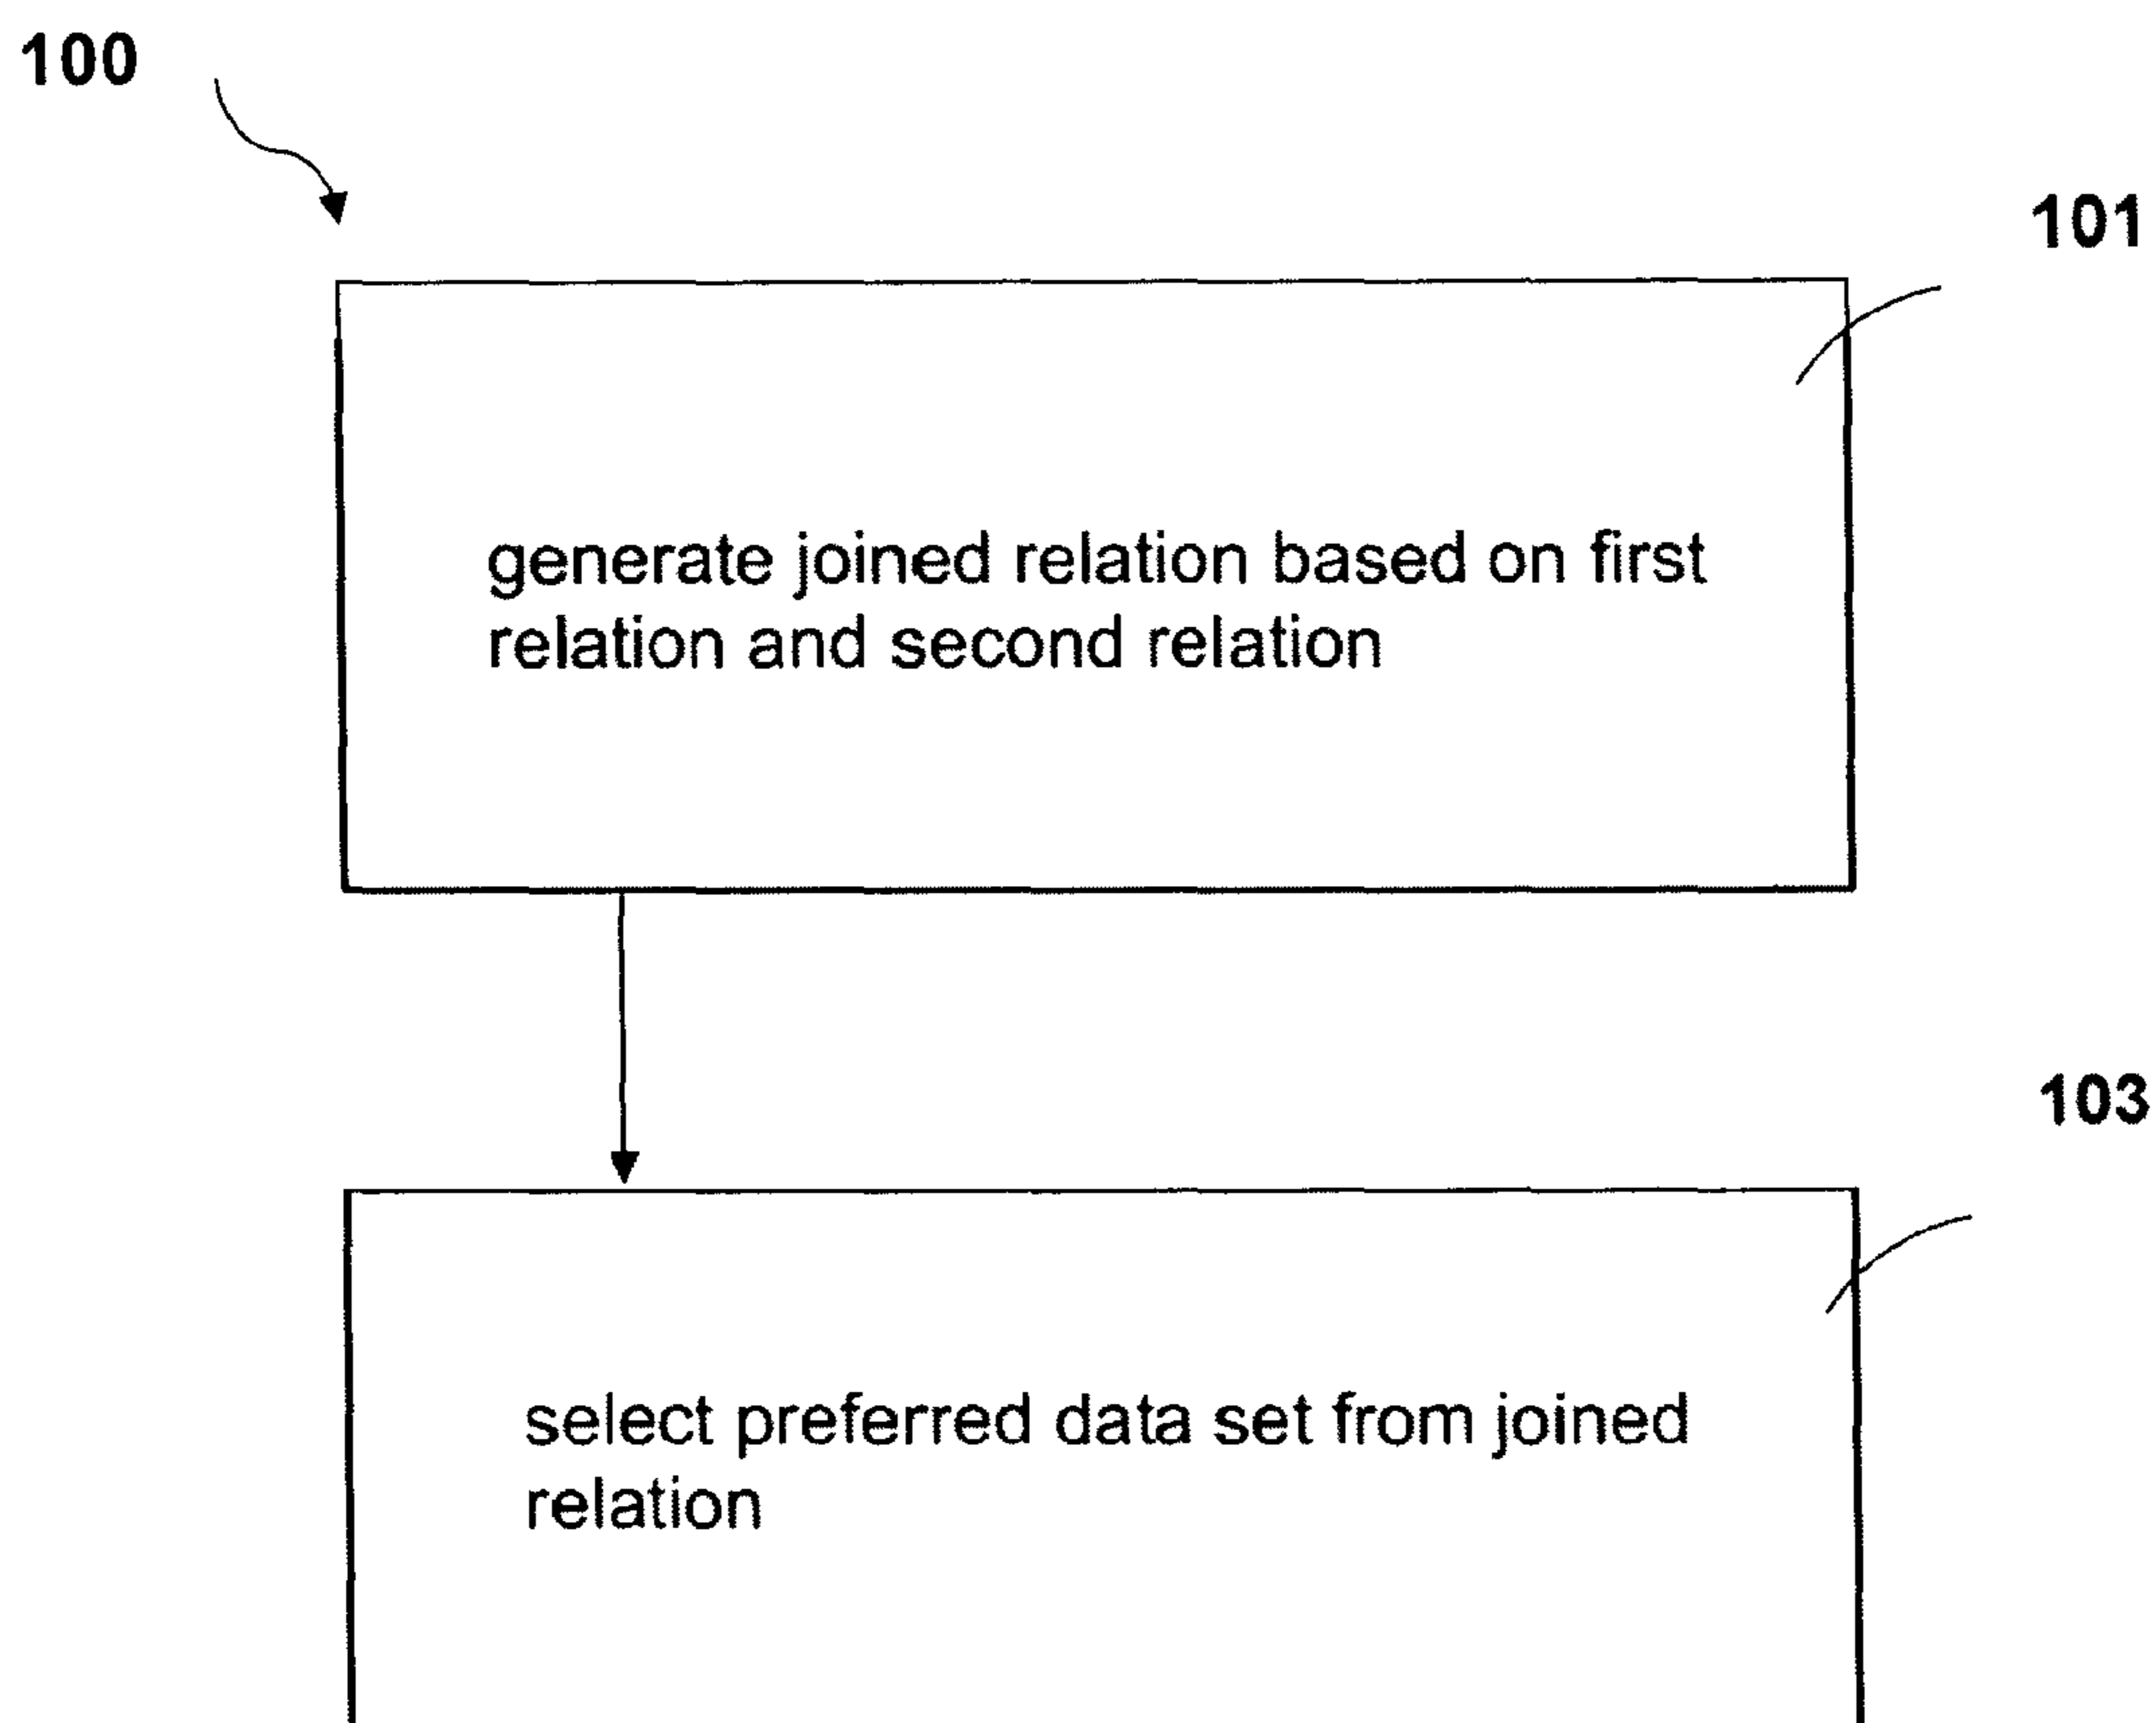 100
101
generate joined relation based on first
relation and second relation
103
select preferred data set from joined
relation